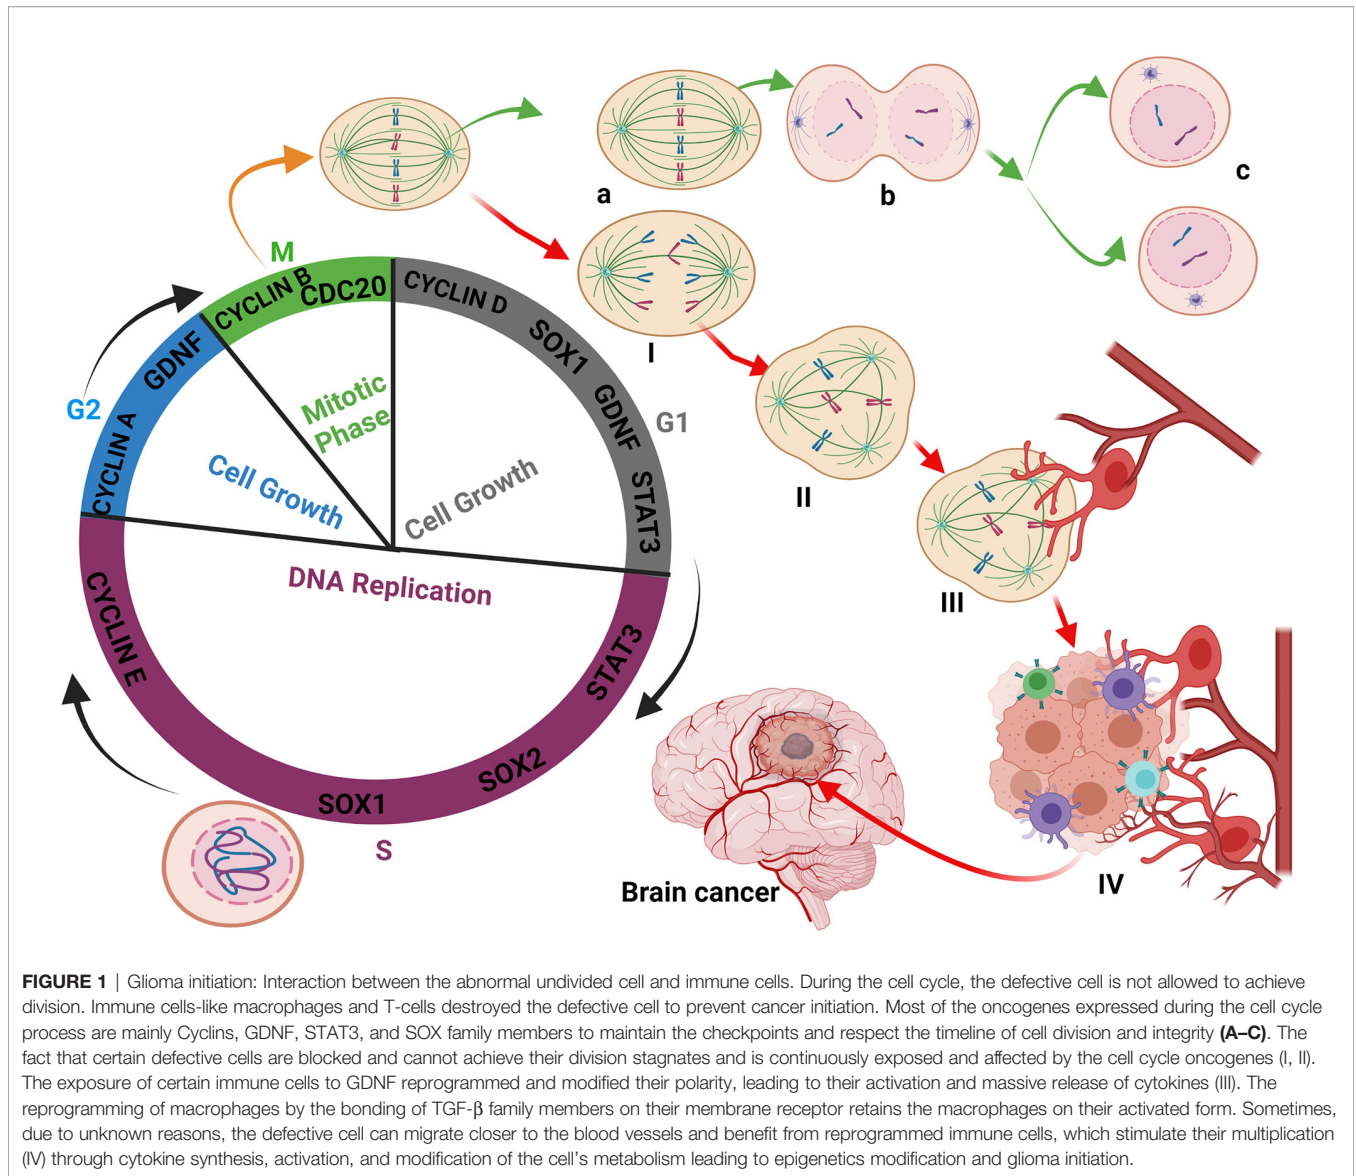 a
b
c
M
CYCLIN B
CDC20
CYCLIN D
SOX1
GDNF
STAT3
G1
GDNF
CYCLIN A
G2
Mitotic
Phase
Cell Growth
Cell Growth
DNA Replication
CYCLIN E
STAT3
SOX2
SOX1
S
I
II
III
IV
Brain cancer
FIGURE 1 | Glioma initiation: Interaction between the abnormal undivided cell and immune cells. During the cell cycle, the defective cell is not allowed to achieve
division. Immune cells-like macrophages and T-cells destroyed the defective cell to prevent cancer initiation. Most of the oncogenes expressed during the cell cycle
process are mainly Cyclins, GDNF, STAT3, and SOX family members to maintain the checkpoints and respect the timeline of cell division and integrity (A–C). The
fact that certain defective cells are blocked and cannot achieve their division stagnates and is continuously exposed and affected by the cell cycle oncogenes (I, II).
The exposure of certain immune cells to GDNF reprogrammed and modified their polarity, leading to their activation and massive release of cytokines (III). The
reprogramming of macrophages by the bonding of TGF-β family members on their membrane receptor retains the macrophages on their activated form. Sometimes,
due to unknown reasons, the defective cell can migrate closer to the blood vessels and benefit from reprogrammed immune cells, which stimulate their multiplication
(IV) through cytokine synthesis, activation, and modification of the cell's metabolism leading to epigenetics modification and glioma initiation.